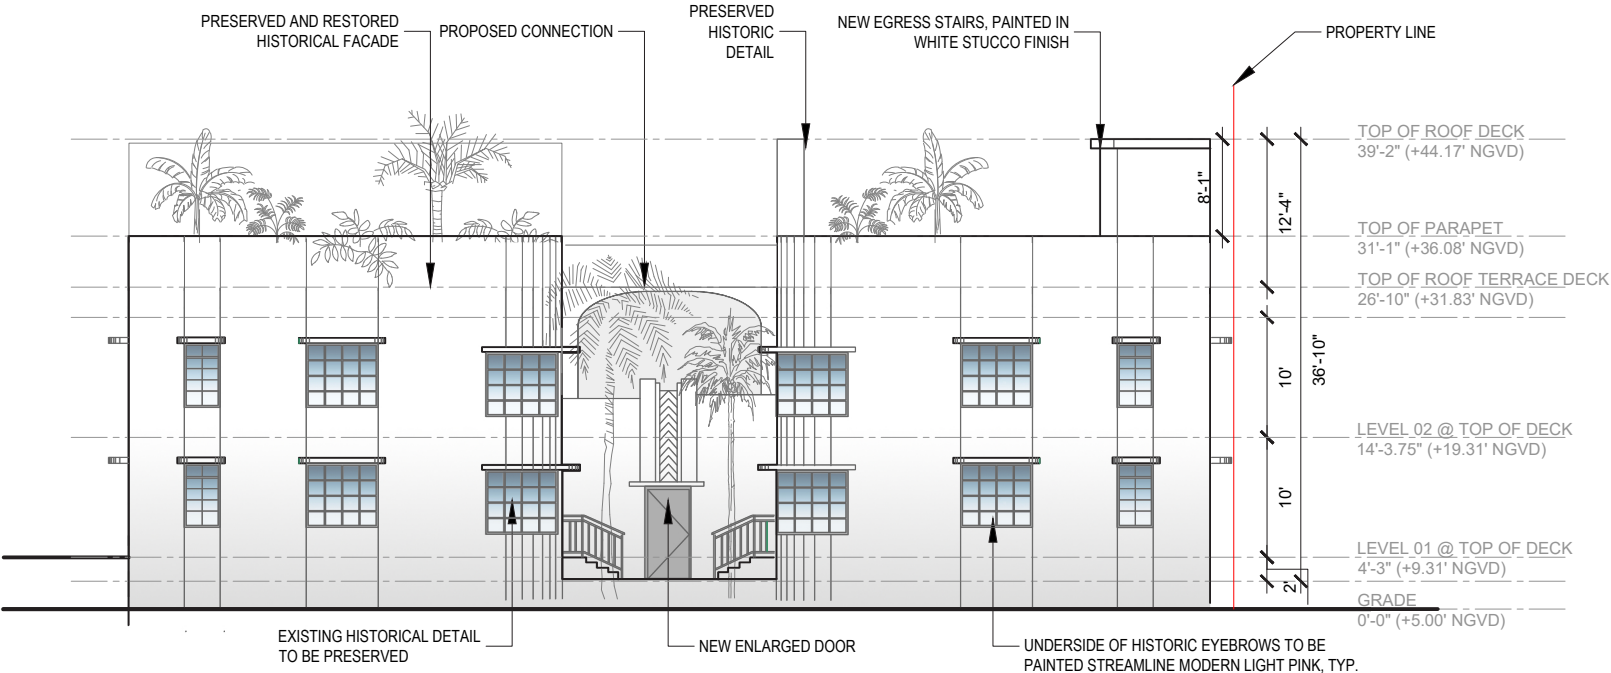 PRESERVED AND RESTORED
HISTORICAL FACADE
PROPOSED CONNECTION
PRESERVED
HISTORIC
DETAIL
NEW EGRESS STAIRS, PAINTED IN
WHITE STUCCO FINISH
PROPERTY LINE
TOP OF ROOF DECK
39'-2" (+44.17' NGVD)
8'-1"
12'-4"
TOP OF PARAPET
31'-1" (+36.08' NGVD)
TOP OF ROOF TERRACE DECK
26'-10" (+31.83' NGVD)
10'
36'-10"
LEVEL 02 @ TOP OF DECK
14'-3.75" (+19.31' NGVD)
10'
LEVEL 01 @ TOP OF DECK
4'-3" (+9.31' NGVD)
2'
GRADE
0'-0" (+5.00' NGVD)
EXISTING HISTORICAL DETAIL
TO BE PRESERVED
NEW ENLARGED DOOR
UNDERSIDE OF HISTORIC EYEBROWS TO BE
PAINTED STREAMLINE MODERN LIGHT PINK, TYP.